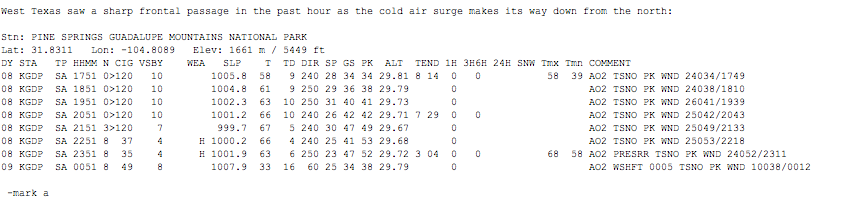 West Texas saw a sharp frontal passage in the past hour as the cold air surge makes its way down from the north:
Stn: PINE SPRINGS GUADALUPE MOUNTAINS NATIONAL PARK
Lat: 31.8311 Lon: -104.8089 Elev: 1661 m / 5449 ft
DY STA TP HHMM N CIG VSBY WEA SLP T TD DIR SP GS PK ALT TEND 1H 3H6H 24H SNW Tmx Tmn COMMENT
08 KGDP SA 1751 0>120 10 1005.8 58 9 240 28 34 34 29.81 8 14 0 0 58 39 AO2 TSNO PK WND 24034/1749
08 KGDP SA 1851 0>120 10 1004.8 61 9 250 29 36 38 29.79 0 AO2 TSNO PK WND 24038/1810
08 KGDP SA 1951 0>120 10 1002.3 63 10 250 31 40 41 29.73 0 AO2 TSNO PK WND 26041/1939
08 KGDP SA 2051 0>120 10 1001.2 66 10 240 26 42 42 29.71 7 29 0 0 AO2 TSNO PK WND 25042/2043
08 KGDP SA 2151 3>120 7 999.7 67 5 240 30 47 49 29.67 0 AO2 TSNO PK WND 25049/2133
08 KGDP SA 2251 8 37 4 H 1000.2 66 4 240 25 41 53 29.68 0 AO2 TSNO PK WND 25053/2218
08 KGDP SA 2351 8 35 4 H 1001.9 63 6 250 23 47 52 29.72 3 04 0 0 68 58 AO2 PRESRR TSNO PK WND 24052/2311
09 KGDP SA 0051 8 49 8 1007.9 33 16 60 25 34 38 29.79 0 AO2 WSHFT 0005 TSNO PK WND 10038/0012
-mark a